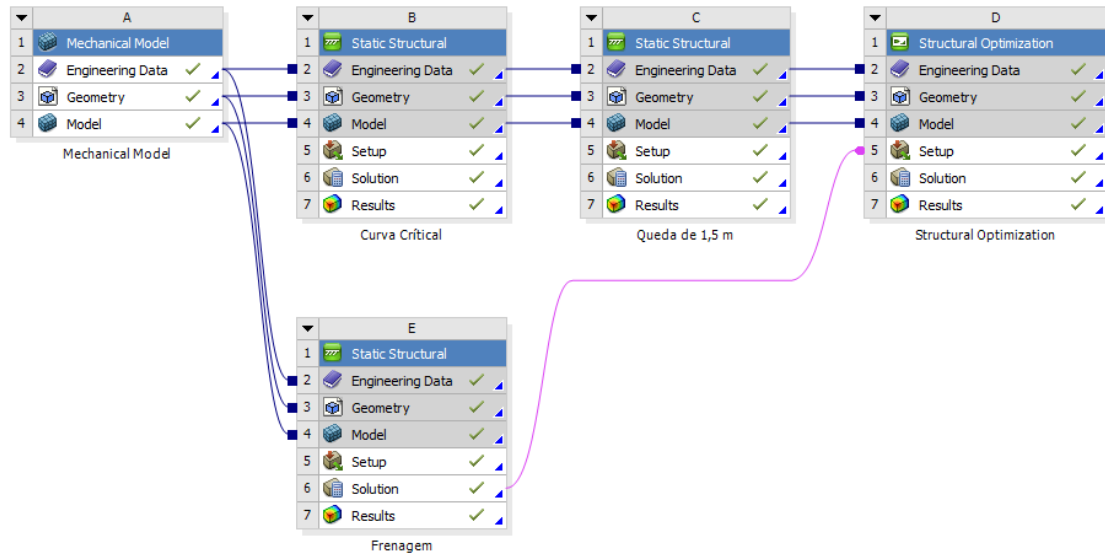 A
1 Mechanical Model
2 Engineering Data
3 Geometry
4 Model
Mechanical Model
B
1 Static Structural
2 Engineering Data
3 Geometry
4 Model
5 Setup
6 Solution
7 Results
Curva Crítical
C
1 Static Structural
2 Engineering Data
3 Geometry
4 Model
5 Setup
6 Solution
7 Results
Queda de 1,5 m
D
1 Structural Optimization
2 Engineering Data
3 Geometry
4 Model
5 Setup
6 Solution
7 Results
Structural Optimization
E
1 Static Structural
2 Engineering Data
3 Geometry
4 Model
5 Setup
6 Solution
7 Results
Frenagem